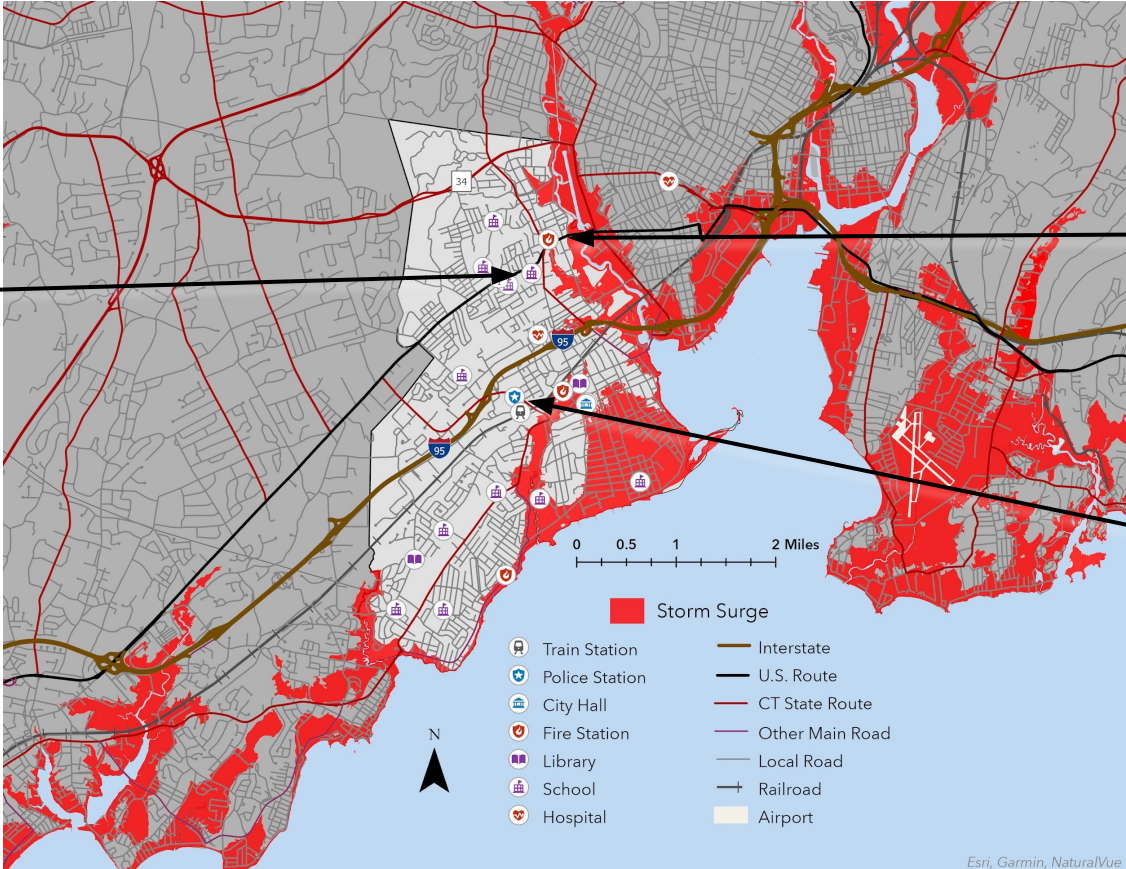 34
95
95
0 0.5 1 2 Miles
Storm Surge
N
Train Station
Police Station
City Hall
Fire Station
Library
School
Hospital
Interstate
U.S. Route
CT State Route
Other Main Road
Local Road
Railroad
Airport
Esri, Garmin, NaturalVue